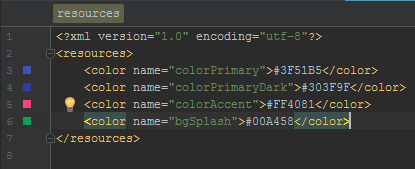 resources
1 <?xml version="1.0" encoding="utf-8"?>
2 <resources>
3 <color name="colorPrimary">#3F51B5</color>
4 <color name="colorPrimaryDark">#303F9F</color>
5 <color name="colorAccent">#FF4081</color>
6 <color name="bgSplash">#00A458</color>
7 </resources>
8